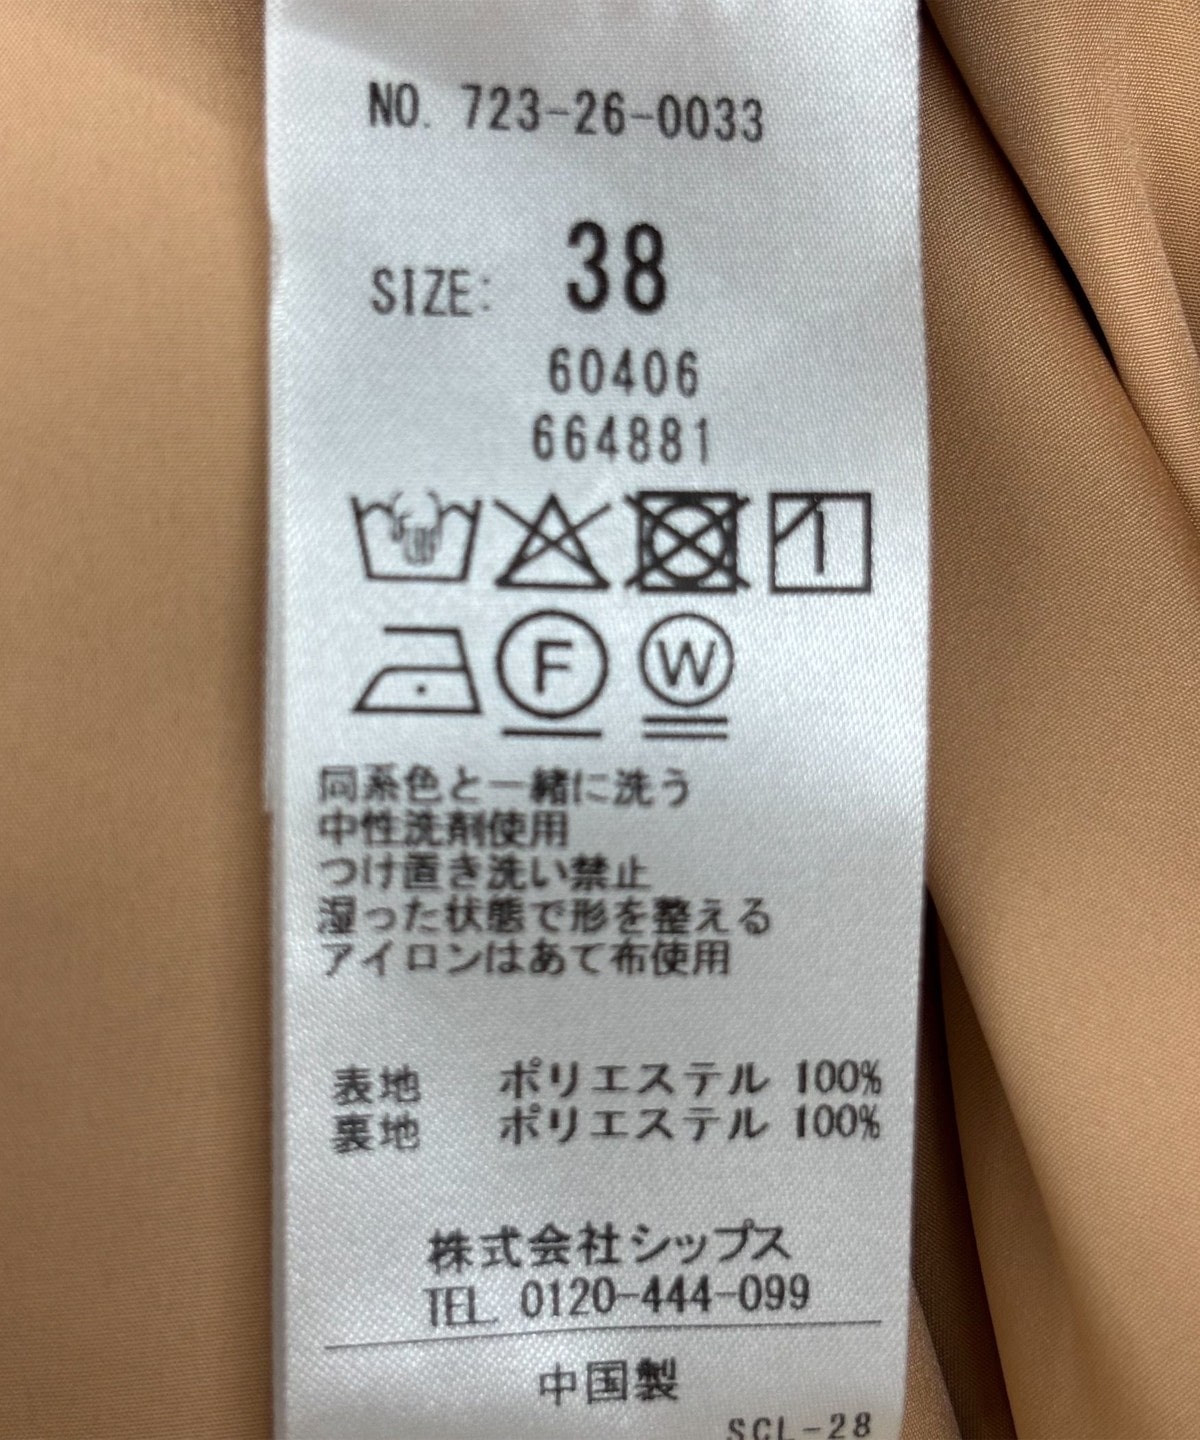 NO. 723-26-0033
SIZE: 38
60406
664881
F W
同系色と一緒に洗う
中性洗剤使用
つけ置き洗い禁止
湿った状態で形を整える
アイロンはあて布使用
表地 ポリエステル 100%
裏地 ポリエステル 100%
株式会社シップス
TEL. 0120-444-099
中国製
SCL-28